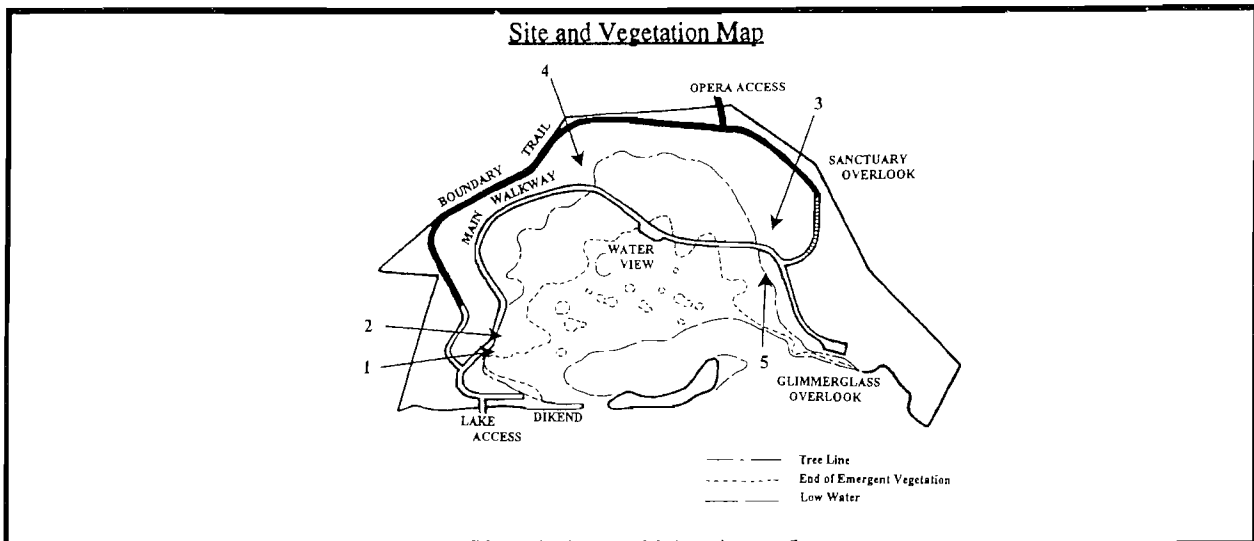 Site and Vegetation Map
4
OPERA ACCESS
3
BOUNDARY TRAIL
SANCTUARY
OVERLOOK
MAIN WALKWAY
WATER
VIEW
2
1
5
GLIMMERGLASS
OVERLOOK
LAKE
ACCESS
DIKEND
Tree Line
End of Emergent Vegetation
Low Water